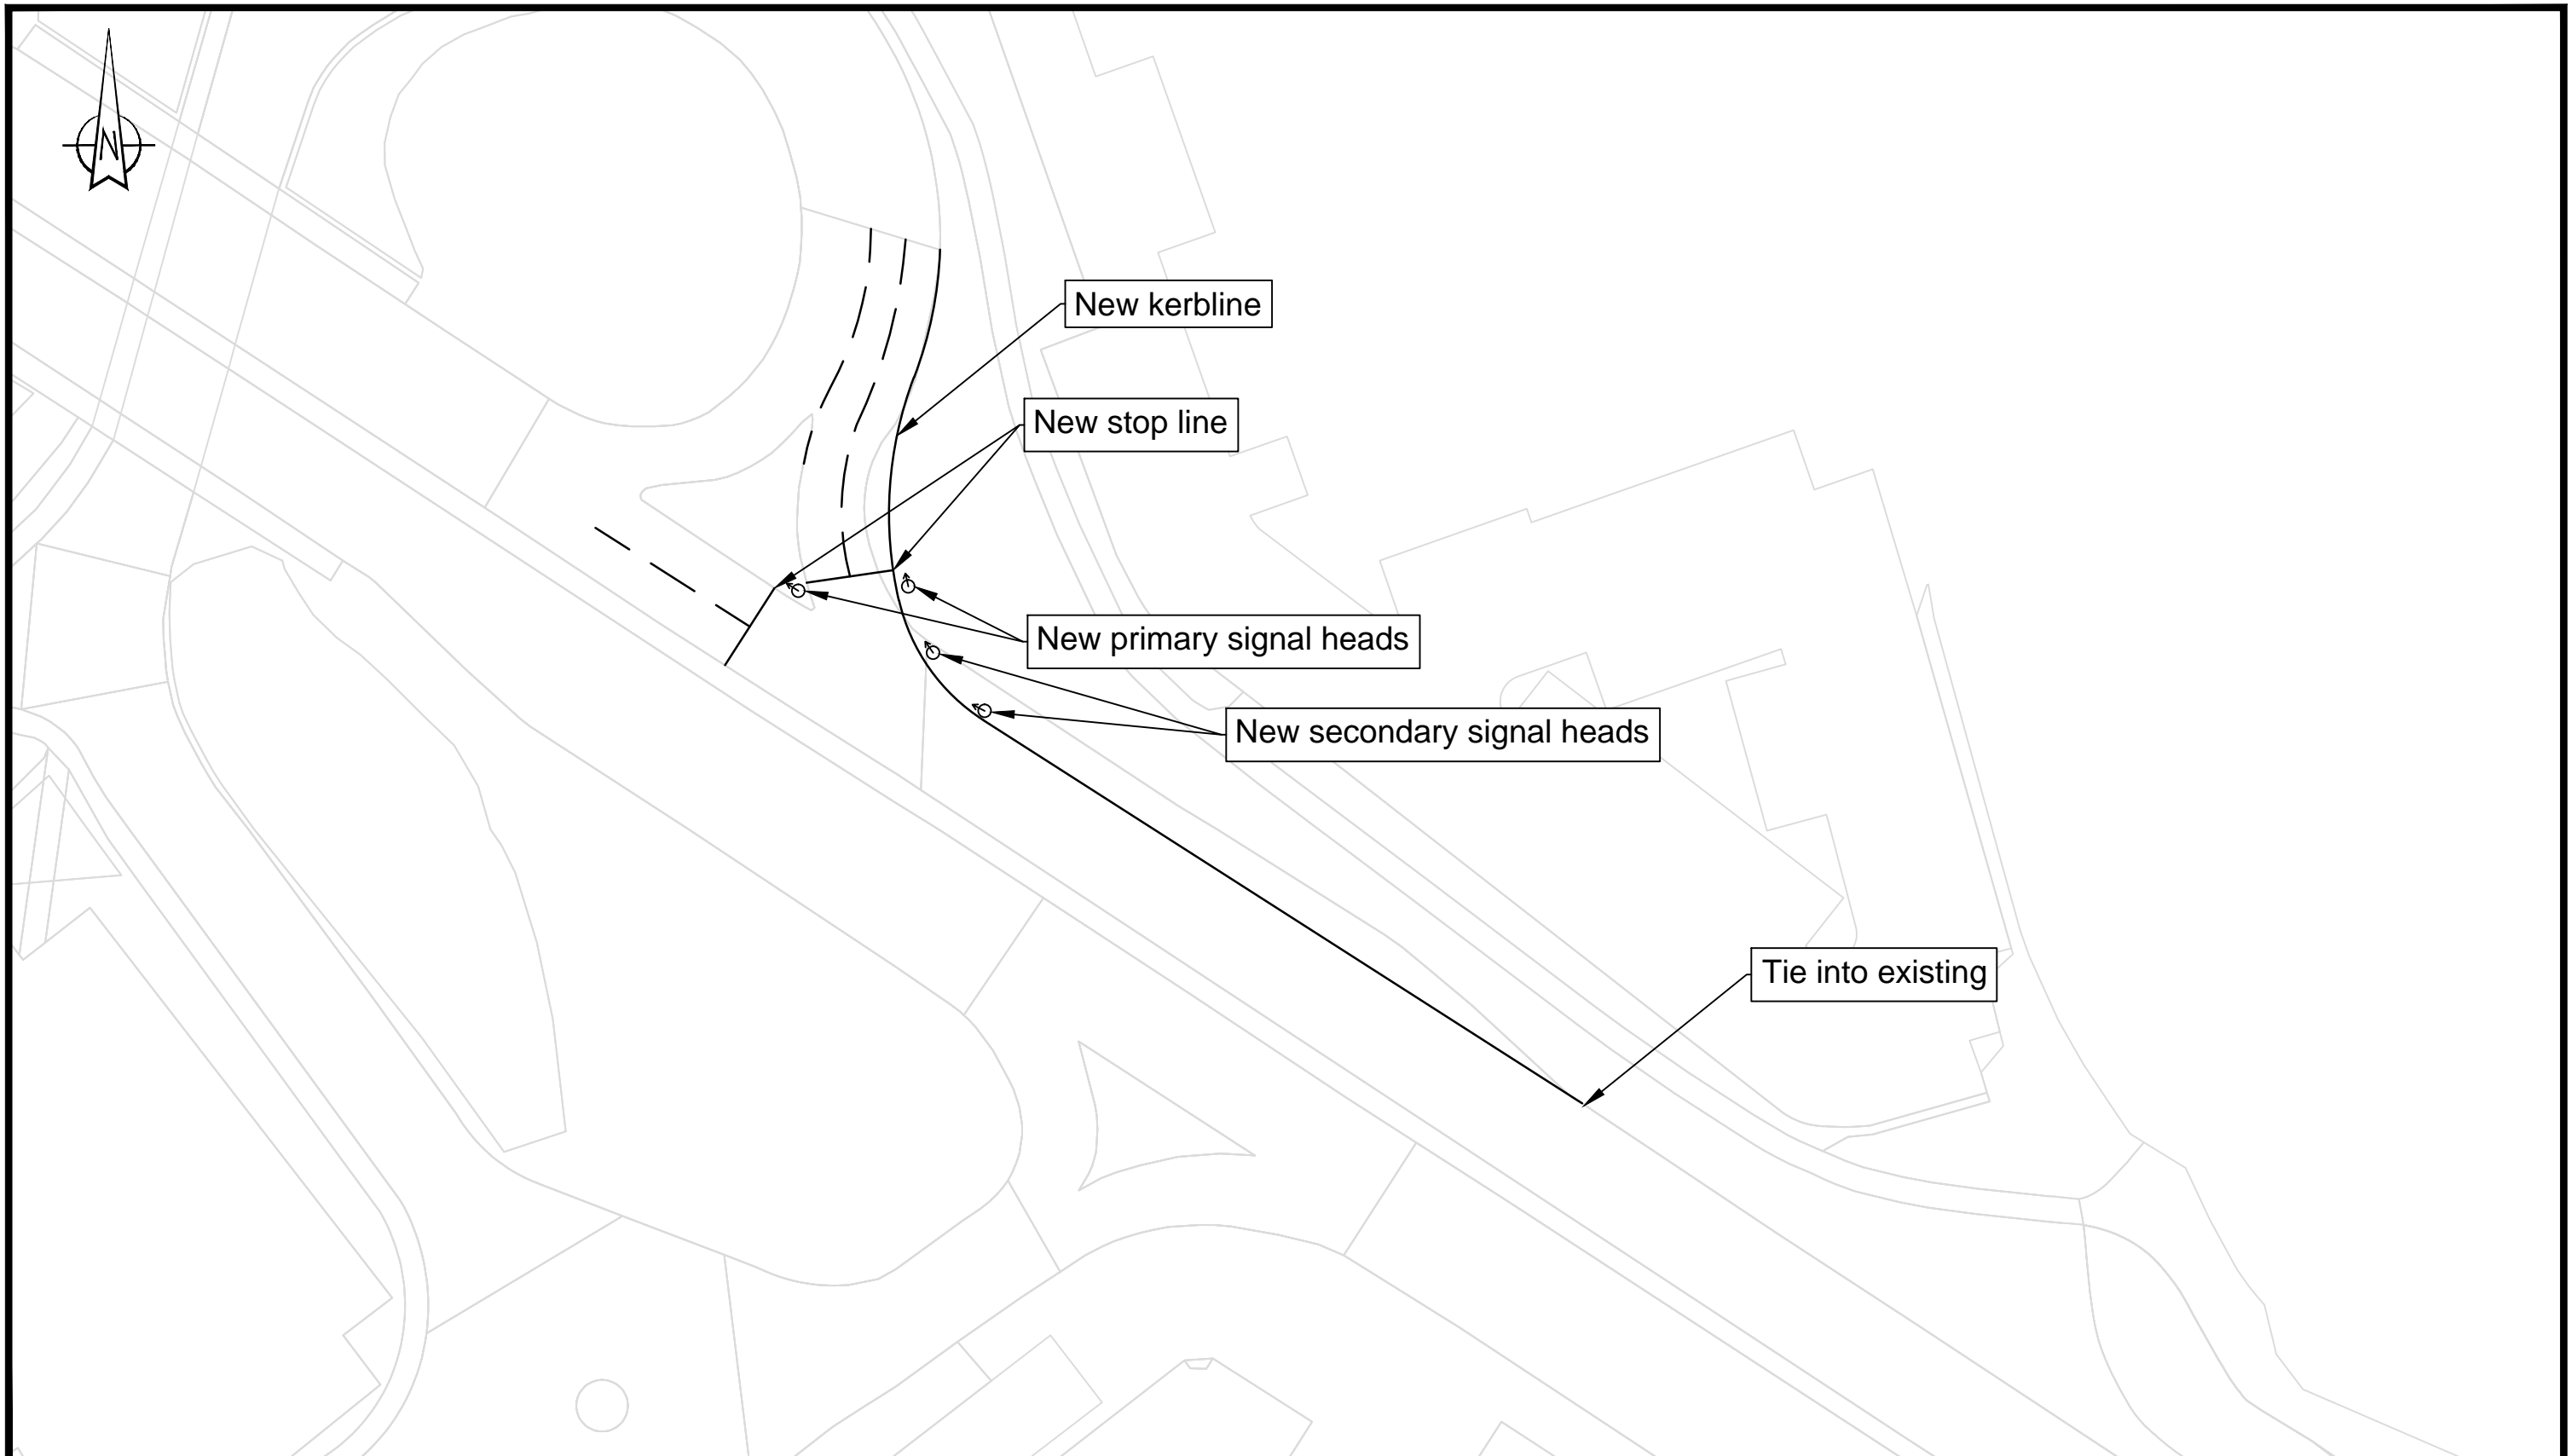 N
New kerbline
New stop line
New primary signal heads
New secondary signal heads
Tie into existing